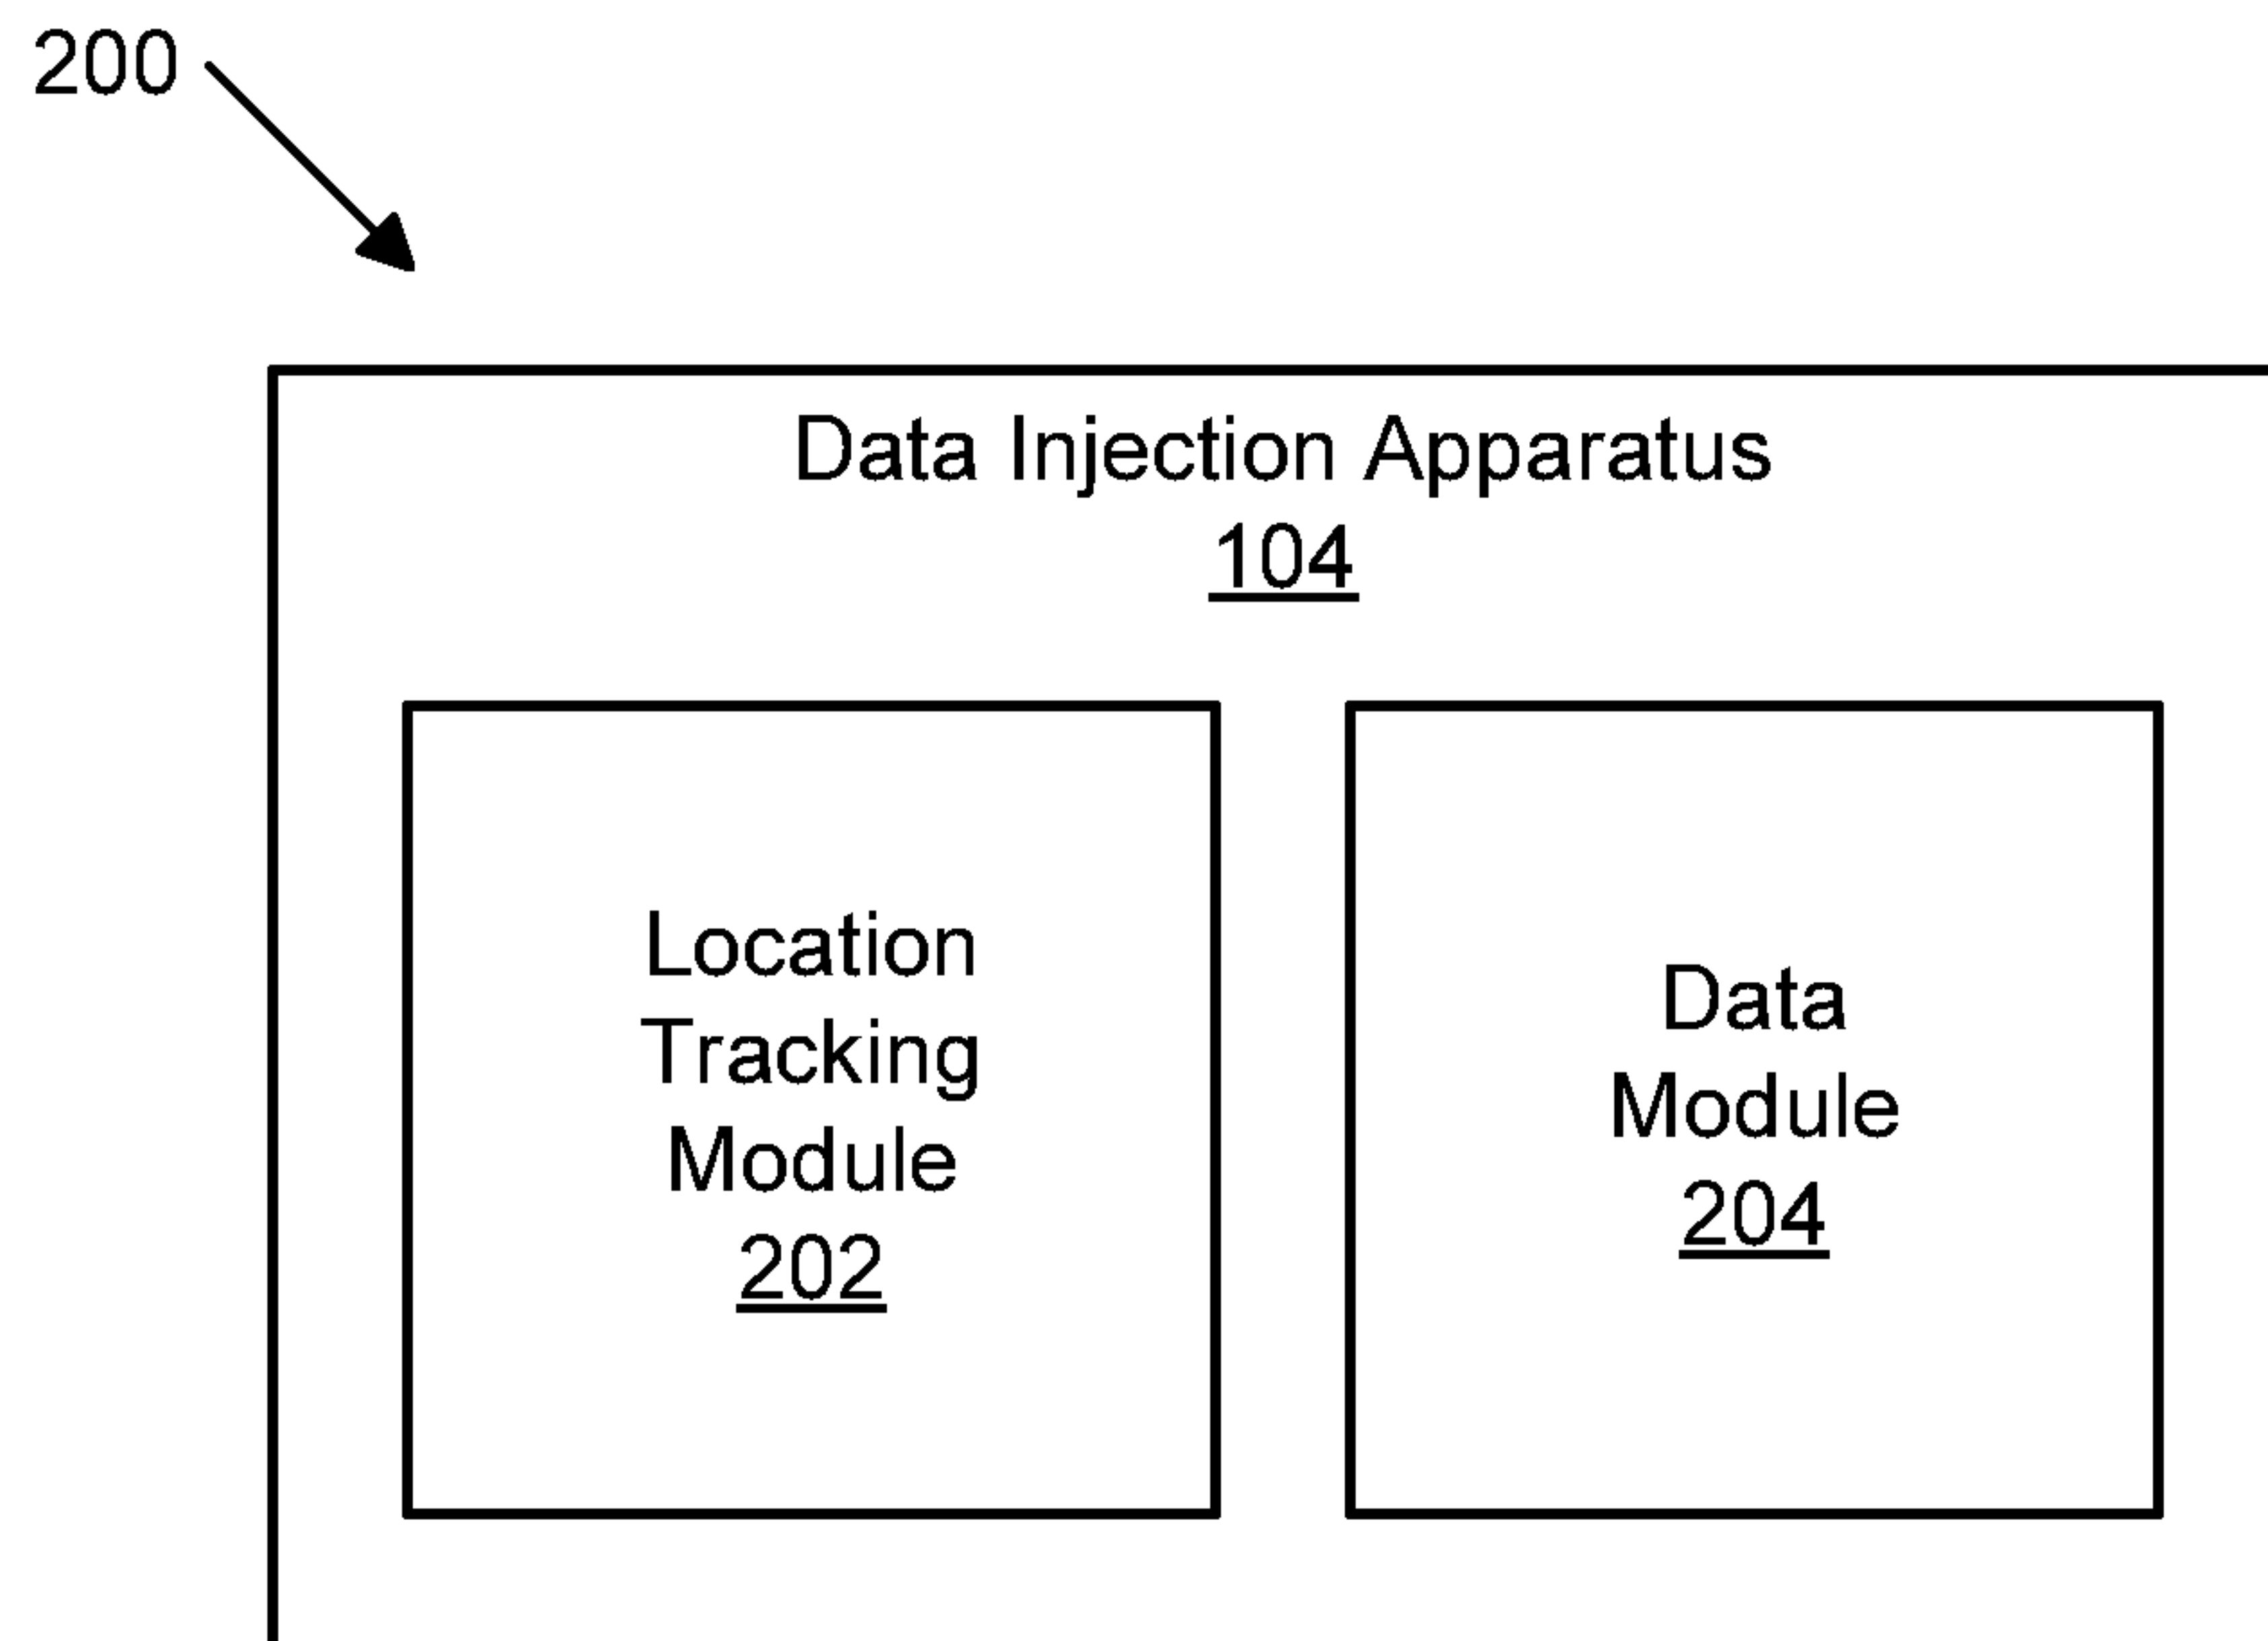 200
Data Injection Apparatus
104
Location
Tracking
Module
202
Data
Module
204